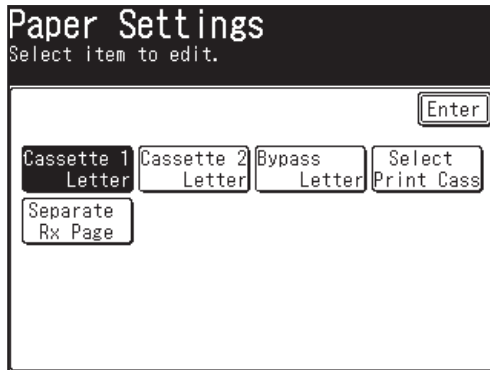 Paper Settings
Select item to edit.
Enter
Cassette 1 Cassette 2 Bypass Select
Letter Letter Letter Print Cass
Separate
Rx Page